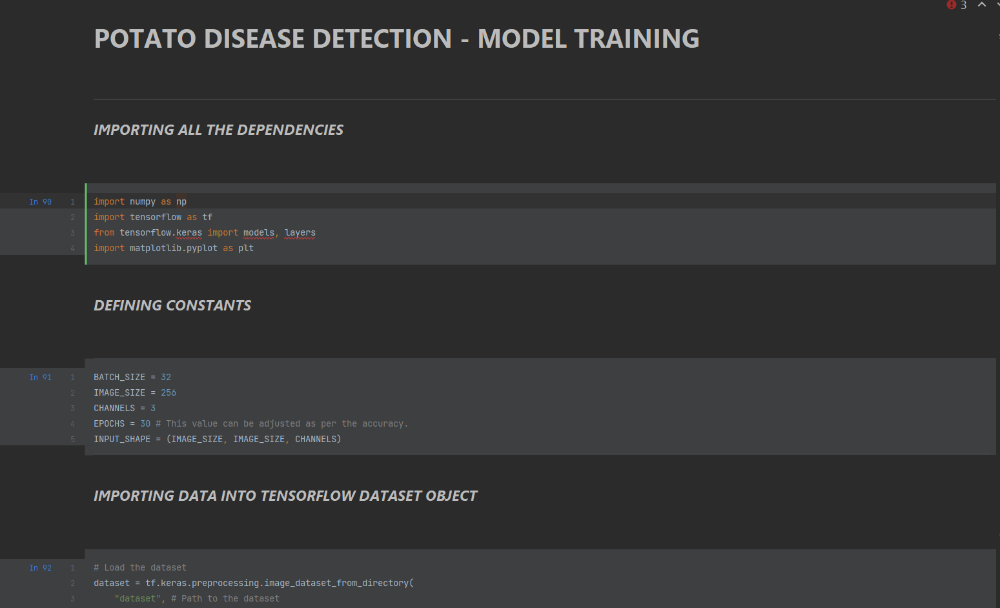 3
POTATO DISEASE DETECTION - MODEL TRAINING
IMPORTING ALL THE DEPENDENCIES
In 90 1 import numpy as np
2 import tensorflow as tf
3 from tensorflow.keras import models, layers
4 import matplotlib.pyplot as plt
DEFINING CONSTANTS
In 91 1 BATCH_SIZE = 32
2 IMAGE_SIZE = 256
3 CHANNELS = 3
4 EPOCHS = 30 # This value can be adjusted as per the accuracy.
5 INPUT_SHAPE = (IMAGE_SIZE, IMAGE_SIZE, CHANNELS)
IMPORTING DATA INTO TENSORFLOW DATASET OBJECT
In 92 1 # Load the dataset
2 dataset = tf.keras.preprocessing.image_dataset_from_directory(
3 "dataset", # Path to the dataset